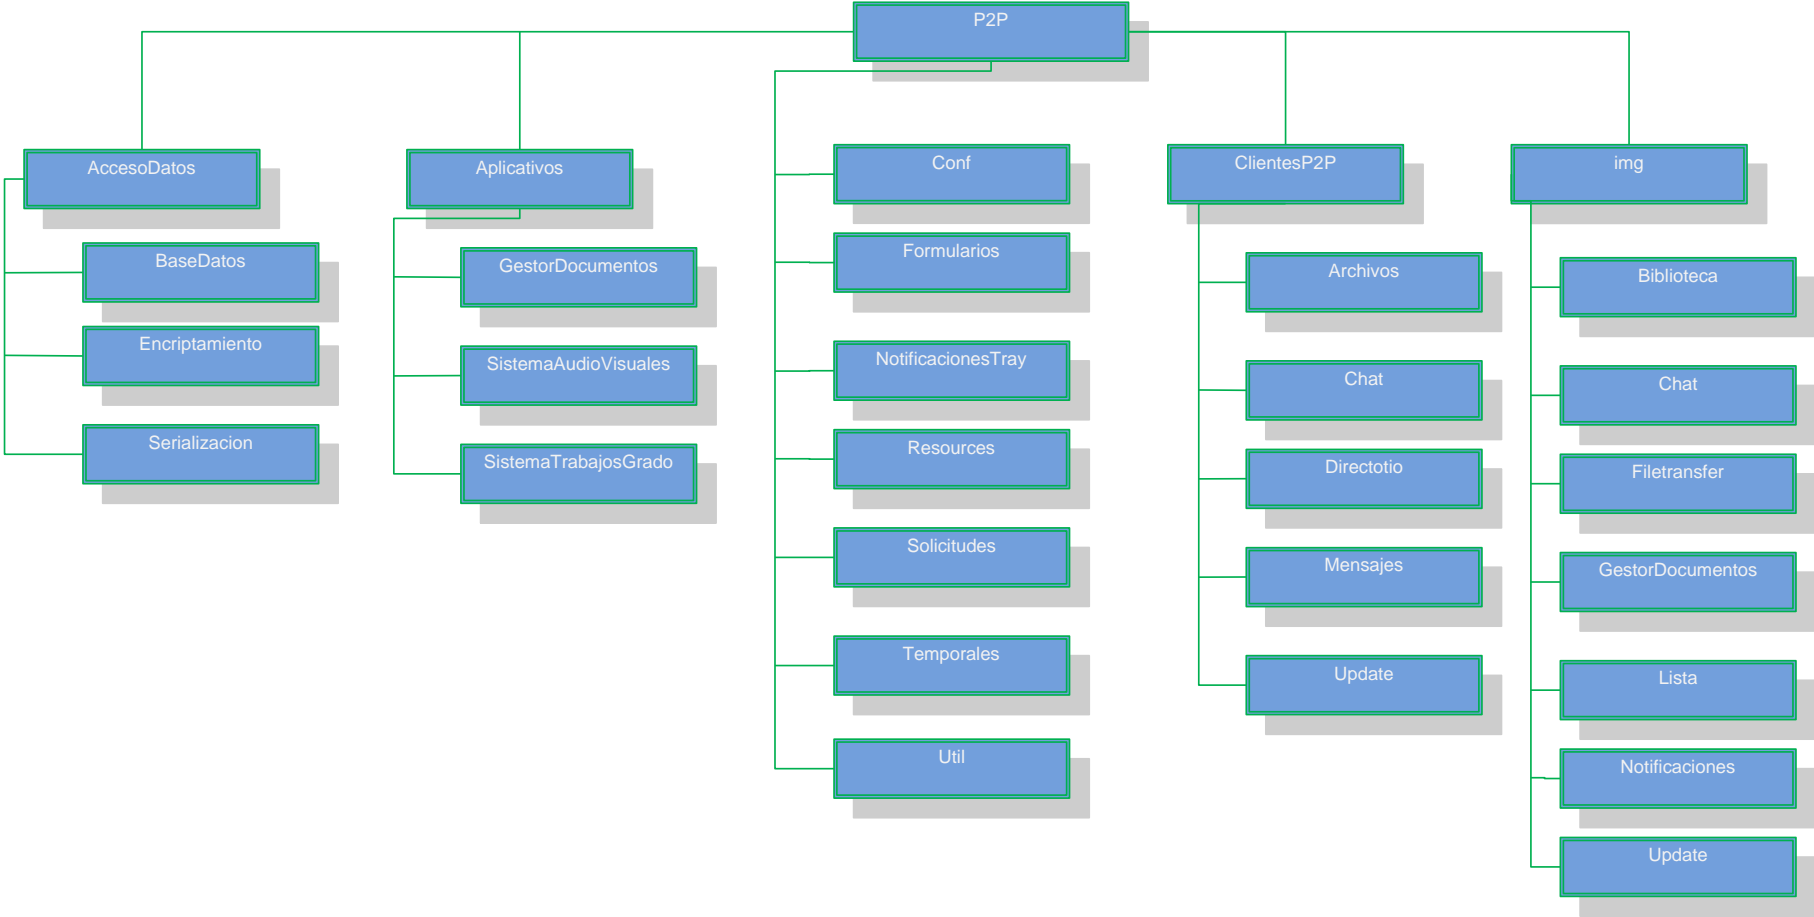 P2P
AccesoDatos
BaseDatos
Encriptamiento
Serializacion
Aplicativos
GestorDocumentos
SistemaAudioVisuales
SistemaTrabajosGrado
Conf
Formularios
NotificacionesTray
Resources
Solicitudes
Temporales
Util
ClientesP2P
Archivos
Chat
Directotio
Mensajes
Update
img
Biblioteca
Chat
Filetransfer
GestorDocumentos
Lista
Notificaciones
Update